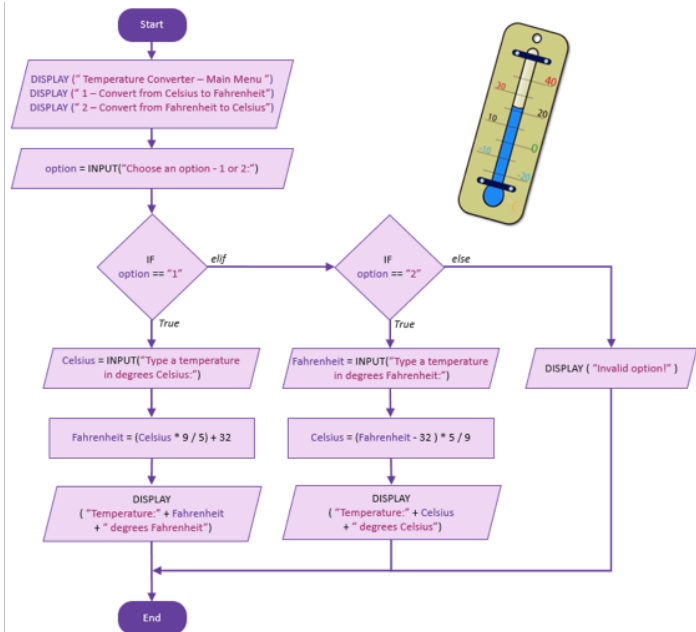 Start
DISPLAY (" Temperature Converter – Main Menu ")
DISPLAY (" 1 – Convert from Celsius to Fahrenheit")
DISPLAY (" 2 – Convert from Fahrenheit to Celsius")
option = INPUT("Choose an option - 1 or 2:")
IF
option == "1"
elif
IF
option == "2"
else
True
True
Celsius = INPUT("Type a temperature
in degrees Celsius:")
Fahrenheit = INPUT("Type a temperature
in degrees Fahrenheit:")
DISPLAY ( "Invalid option!" )
Fahrenheit = (Celsius * 9 / 5) + 32
Celsius = (Fahrenheit - 32 ) * 5 / 9
DISPLAY
( "Temperature:" + Fahrenheit
+ " degrees Fahrenheit")
DISPLAY
( "Temperature:" + Celsius
+ " degrees Celsius")
End
40
30
20
10
0
-10
-20